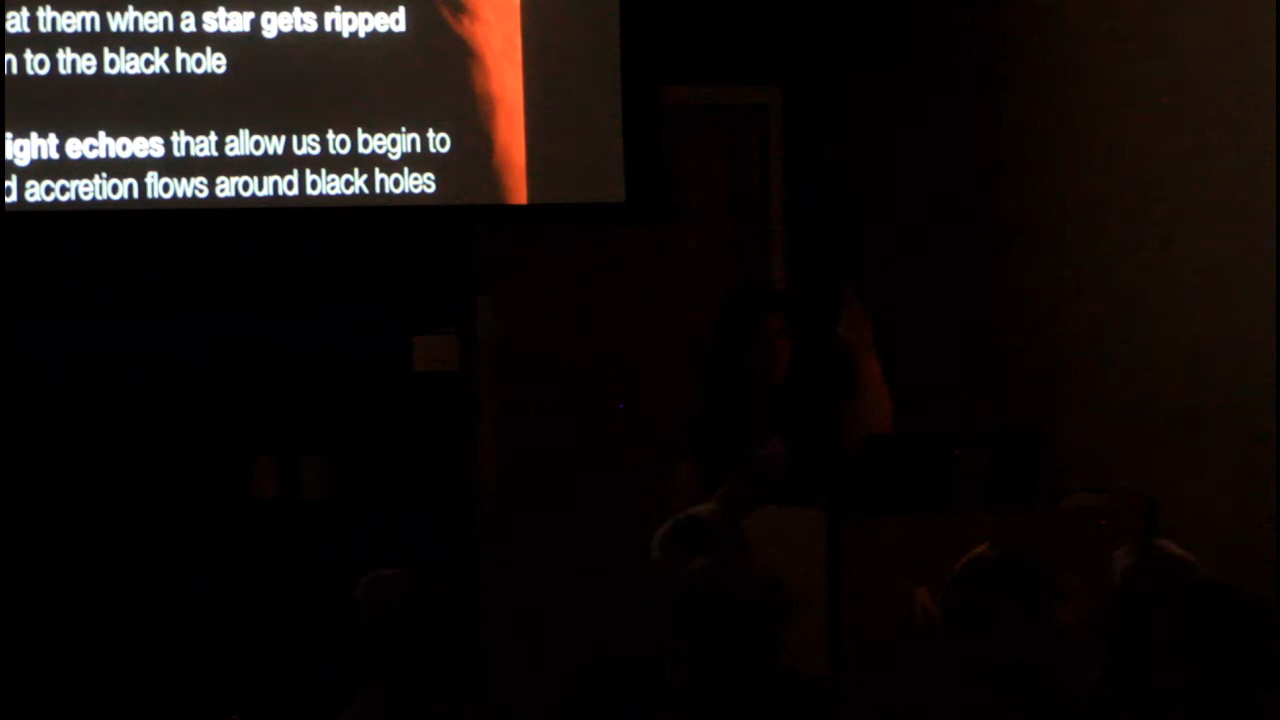 at them when a star gets ripped
to the black hole
ight echoes that allow us to begin to
d accretion flows around black holes